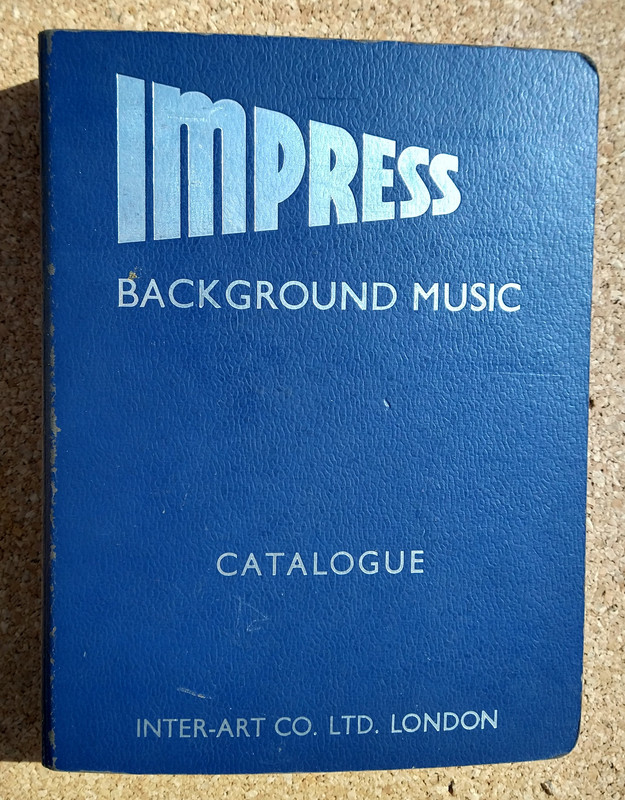 IMPRESS
BACKGROUND MUSIC
CATALOGUE
INTER-ART CO. LTD. LONDON